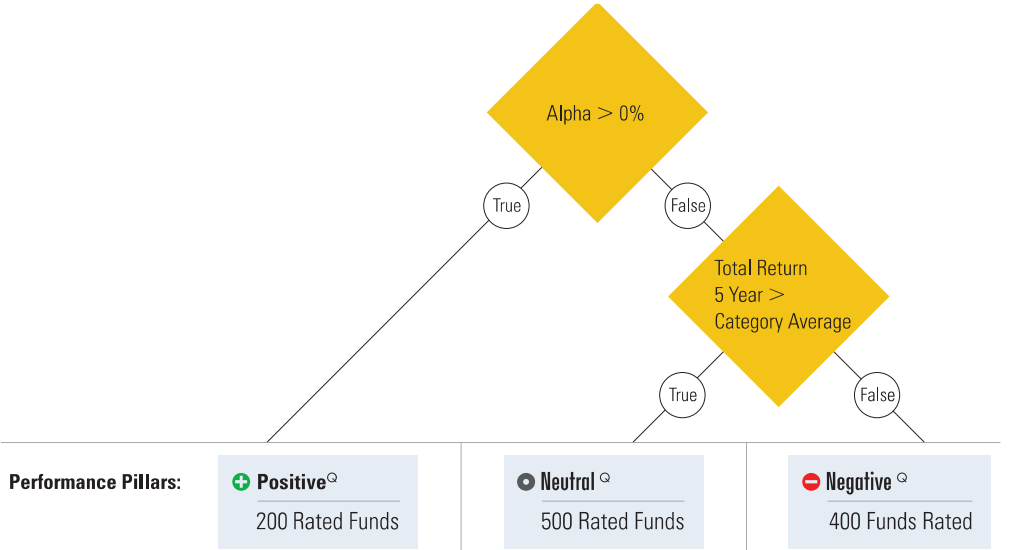 Alpha > 0%
True
False
Total Return
5 Year >
Category Average
True
False
Performance Pillars:
Positive Q
200 Rated Funds
Neutral Q
500 Rated Funds
Negative Q
400 Funds Rated